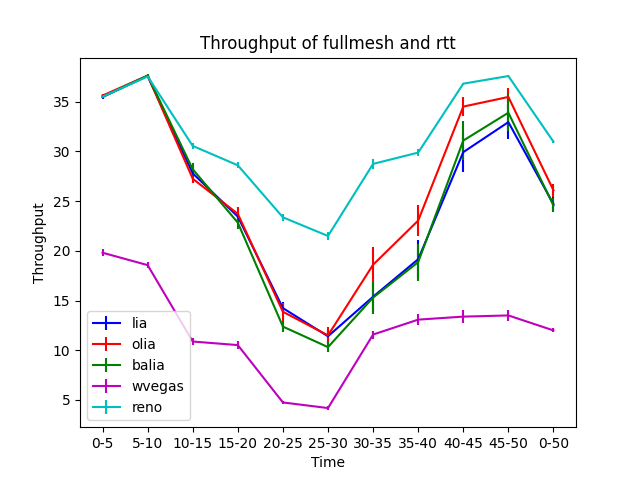 Throughput of fullmesh and rtt
Throughput
35
30
25
20
15
10
5
lia
olia
balia
wvegas
reno
0-5 5-10 10-15 15-20 20-25 25-30 30-35 35-40 40-45 45-50 0-50
Time